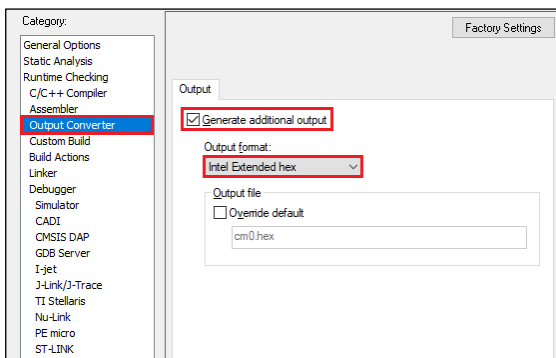 Category:
Factory Settings
General Options
Static Analysis
Runtime Checking
C/C++ Compiler
Assembler
Output Converter
Custom Build
Build Actions
Linker
Debugger
Simulator
CADI
CMSIS DAP
GDB Server
I-jet
J-Link/J-Trace
TI Stellaris
Nu-Link
PE micro
ST-LINK
Output
Generate additional output
Output format:
Intel Extended hex
Output file
Override default
cm0.hex